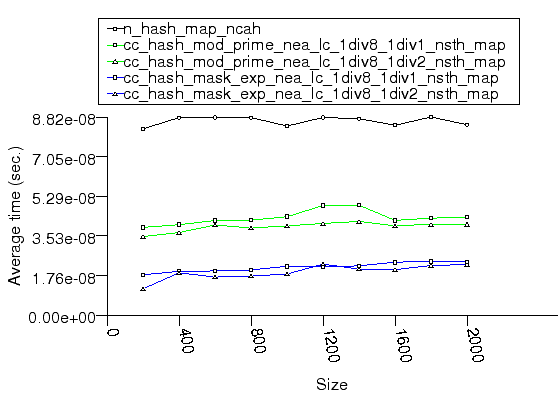 n_hash_map_ncah
cc_hash_mod_prime_nea_lc_1div8_1div1_nsth_map
cc_hash_mod_prime_nea_lc_1div8_1div2_nsth_map
cc_hash_mask_exp_nea_lc_1div8_1div1_nsth_map
cc_hash_mask_exp_nea_lc_1div8_1div2_nsth_map
8.82e-08
7.05e-08
5.29e-08
3.53e-08
1.76e-08
0.00e+00
Average time (sec.)
0 400 800 1200 1600 2000
Size